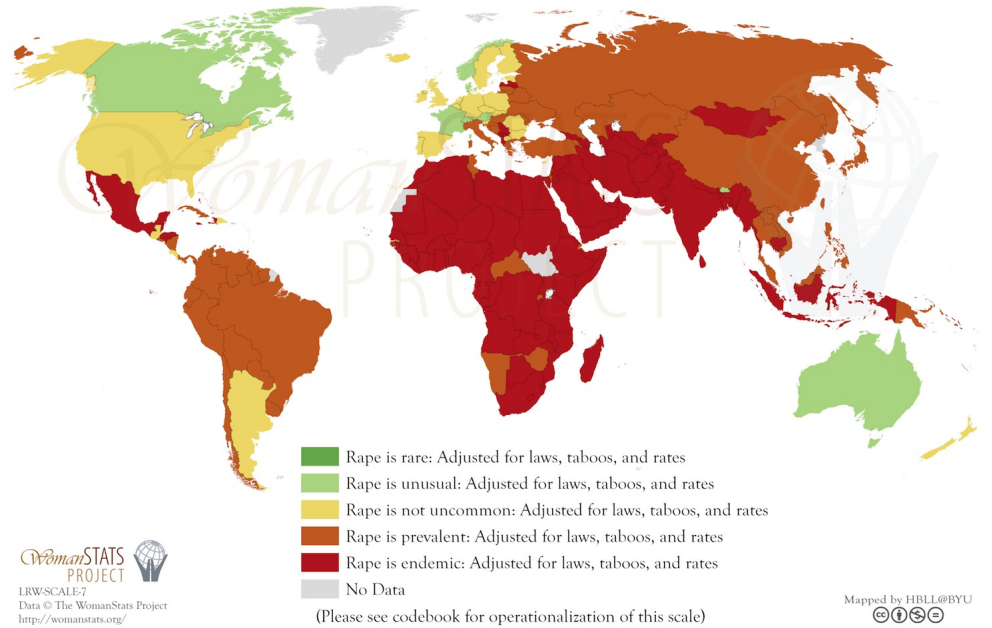 Woman STATS
PROJECT
Rape is rare: Adjusted for laws, taboos, and rates
Rape is unusual: Adjusted for laws, taboos, and rates
Rape is not uncommon: Adjusted for laws, taboos, and rates
Rape is prevalent: Adjusted for laws, taboos, and rates
Rape is endemic: Adjusted for laws, taboos, and rates
No Data
(Please see codebook for operationalization of this scale)
WomanSTATS
PROJECT
LRW-SCALE-7
Data © The WomanStats Project
http://womanstats.org/
Mapped by HBLL@BYU